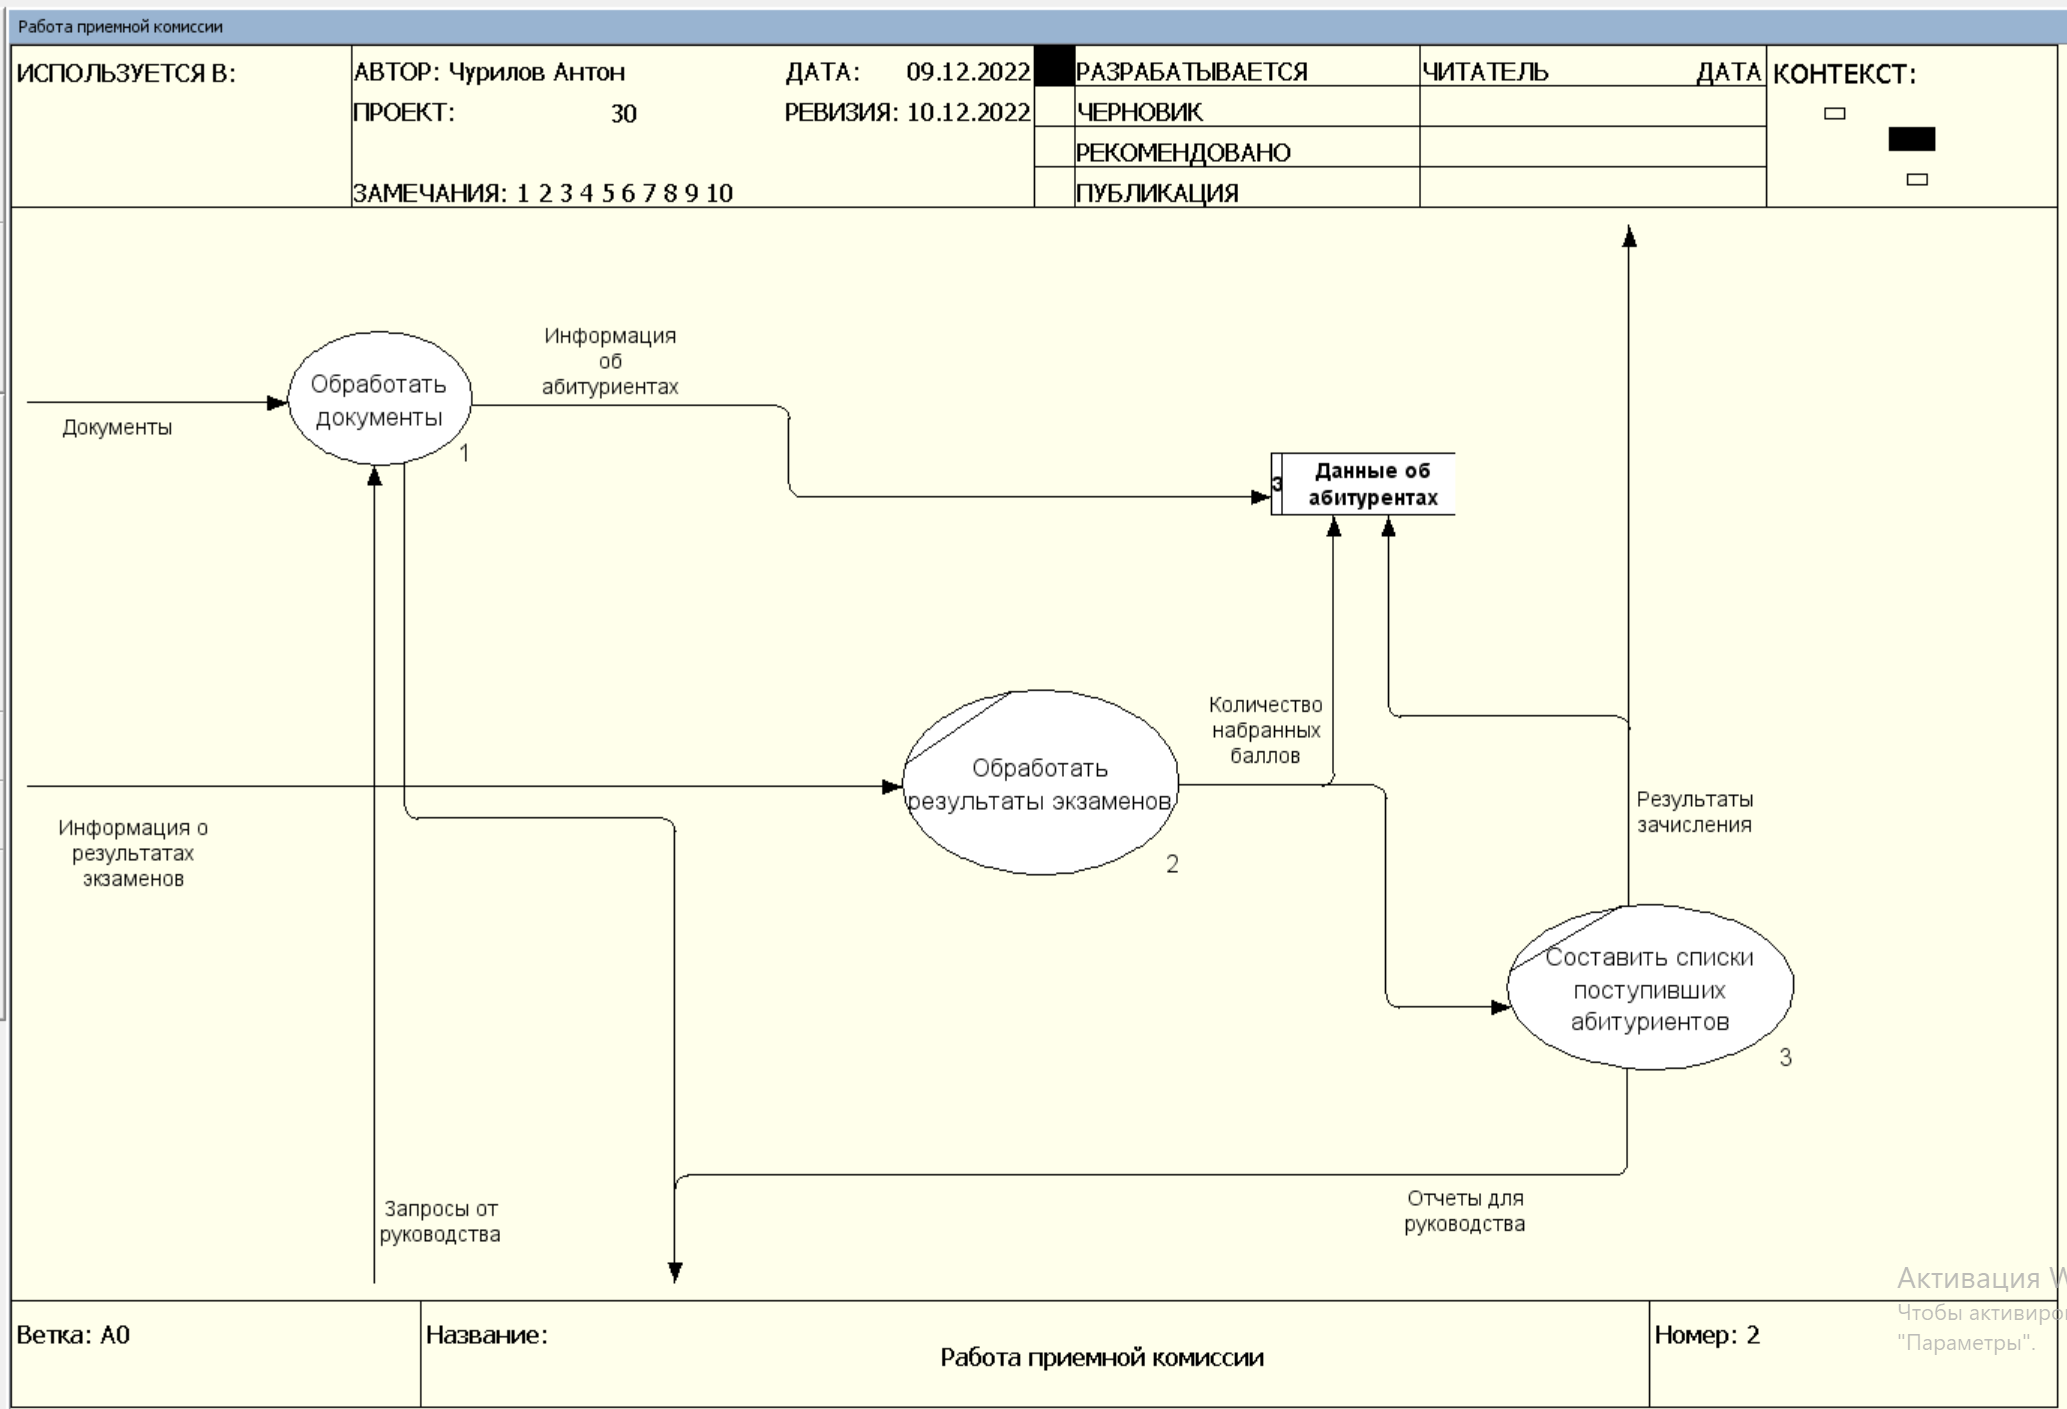 Работа приемной комиссии
ИСПОЛЬЗУЕТСЯ В:
АВТОР: Чурилов Антон
ДАТА: 09.12.2022
ПРОЕКТ: 30
РЕВИЗИЯ: 10.12.2022
ЗАМЕЧАНИЯ: 1 2 3 4 5 6 7 8 9 10
РАЗРАБАТЫВАЕТСЯ
ЧЕРНОВИК
РЕКОМЕНДОВАНО
ПУБЛИКАЦИЯ
ЧИТАТЕЛЬ
ДАТА
КОНТЕКСТ:
Обработать
документы
1
Документы
Информация
об
абитуриентах
3
Данные об
абитурентах
Информация о
результатах
экзаменов
Обработать
результаты экзаменов
2
Количество
набранных
баллов
Результаты
зачисления
Составить списки
поступивших
абитуриентов
3
Запросы от
руководства
Отчеты для
руководства
Ветка: A0
Название:
Работа приемной комиссии
Номер: 2
Активация
Чтобы
"Параметры".